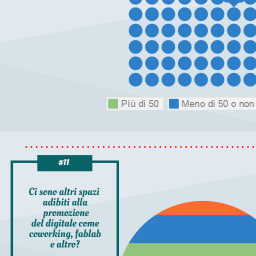 Più di 50
Meno di 50 o non
#11
Ci sono altri spazi
adibiti alla
promozione
del digitale come
coworking, fablab
e altro?